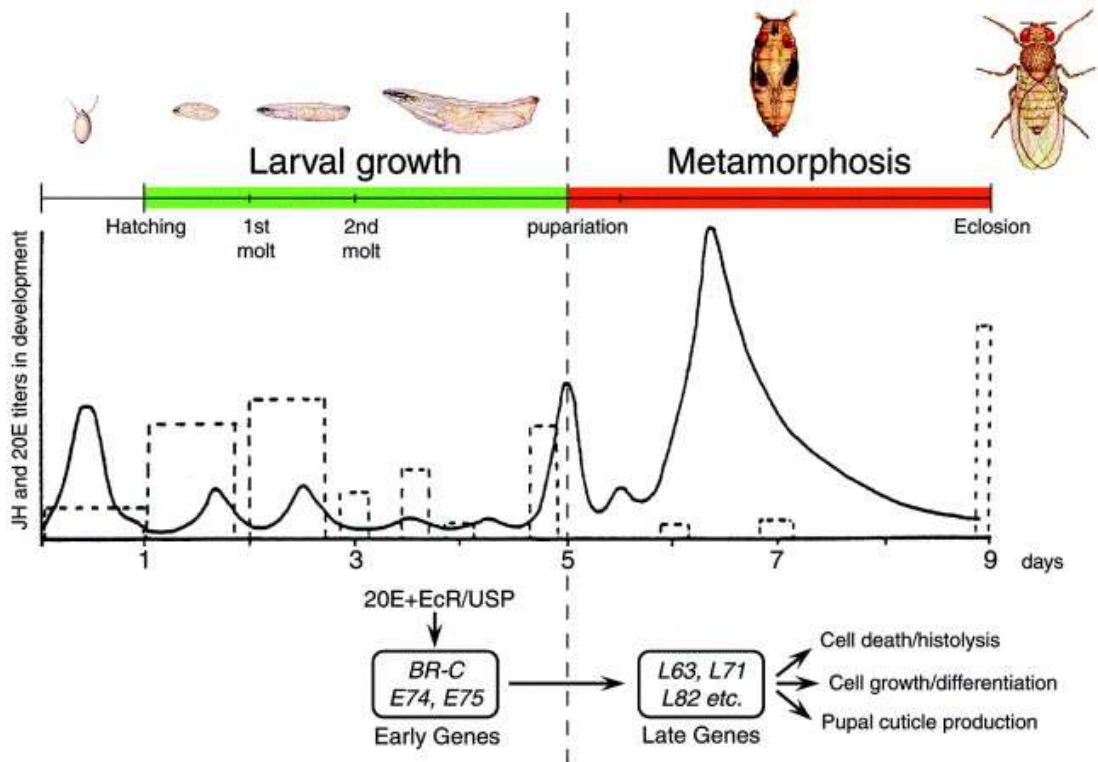 Larval growth
Metamorphosis
Hatching
1st
molt
2nd
molt
pupariation
Eclosion
JH and 20E titers in development
1
3
5
7
9
days
20E+EcR/USP
BR-C
E74, E75
Early Genes
L63, L71
L82 etc.
Late Genes
Cell death/histolysis
Cell growth/differentiation
Pupal cuticle production